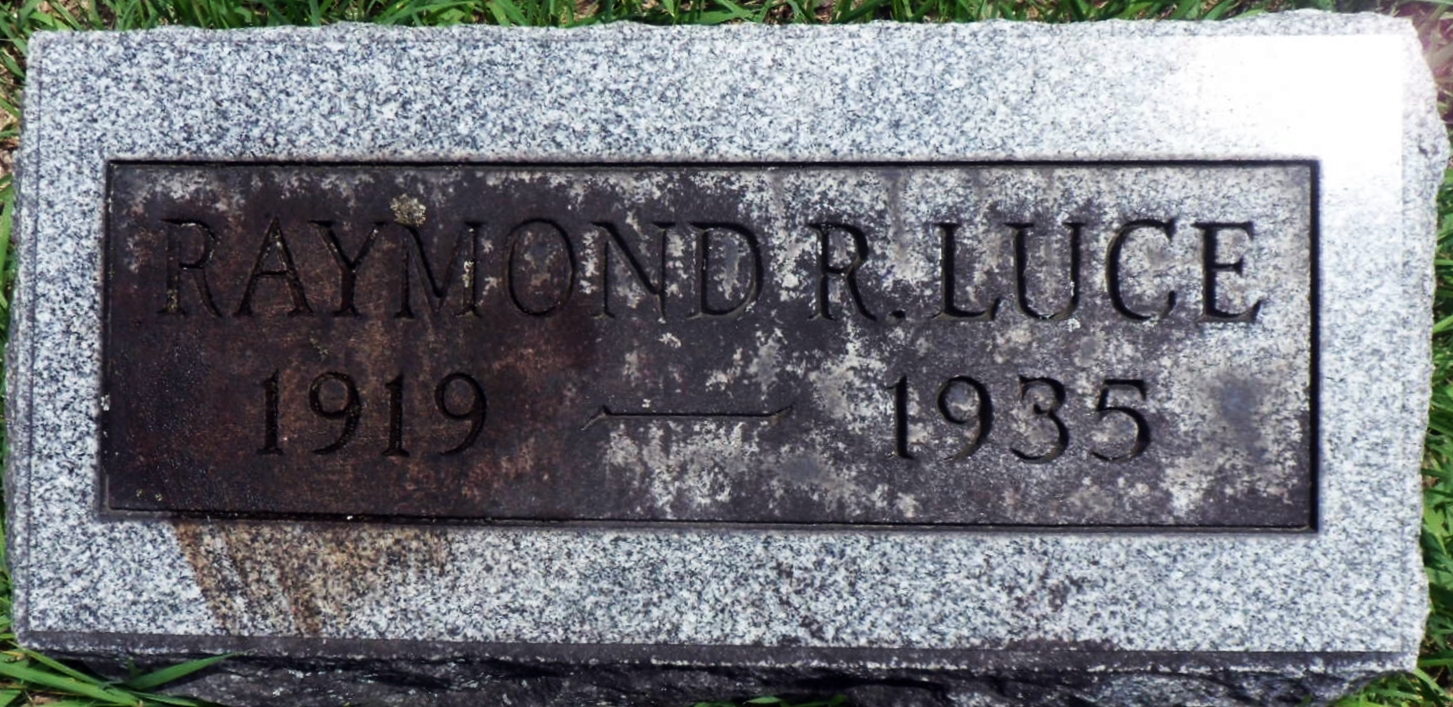 RAYMOND R. LUCE
1919 — 1935